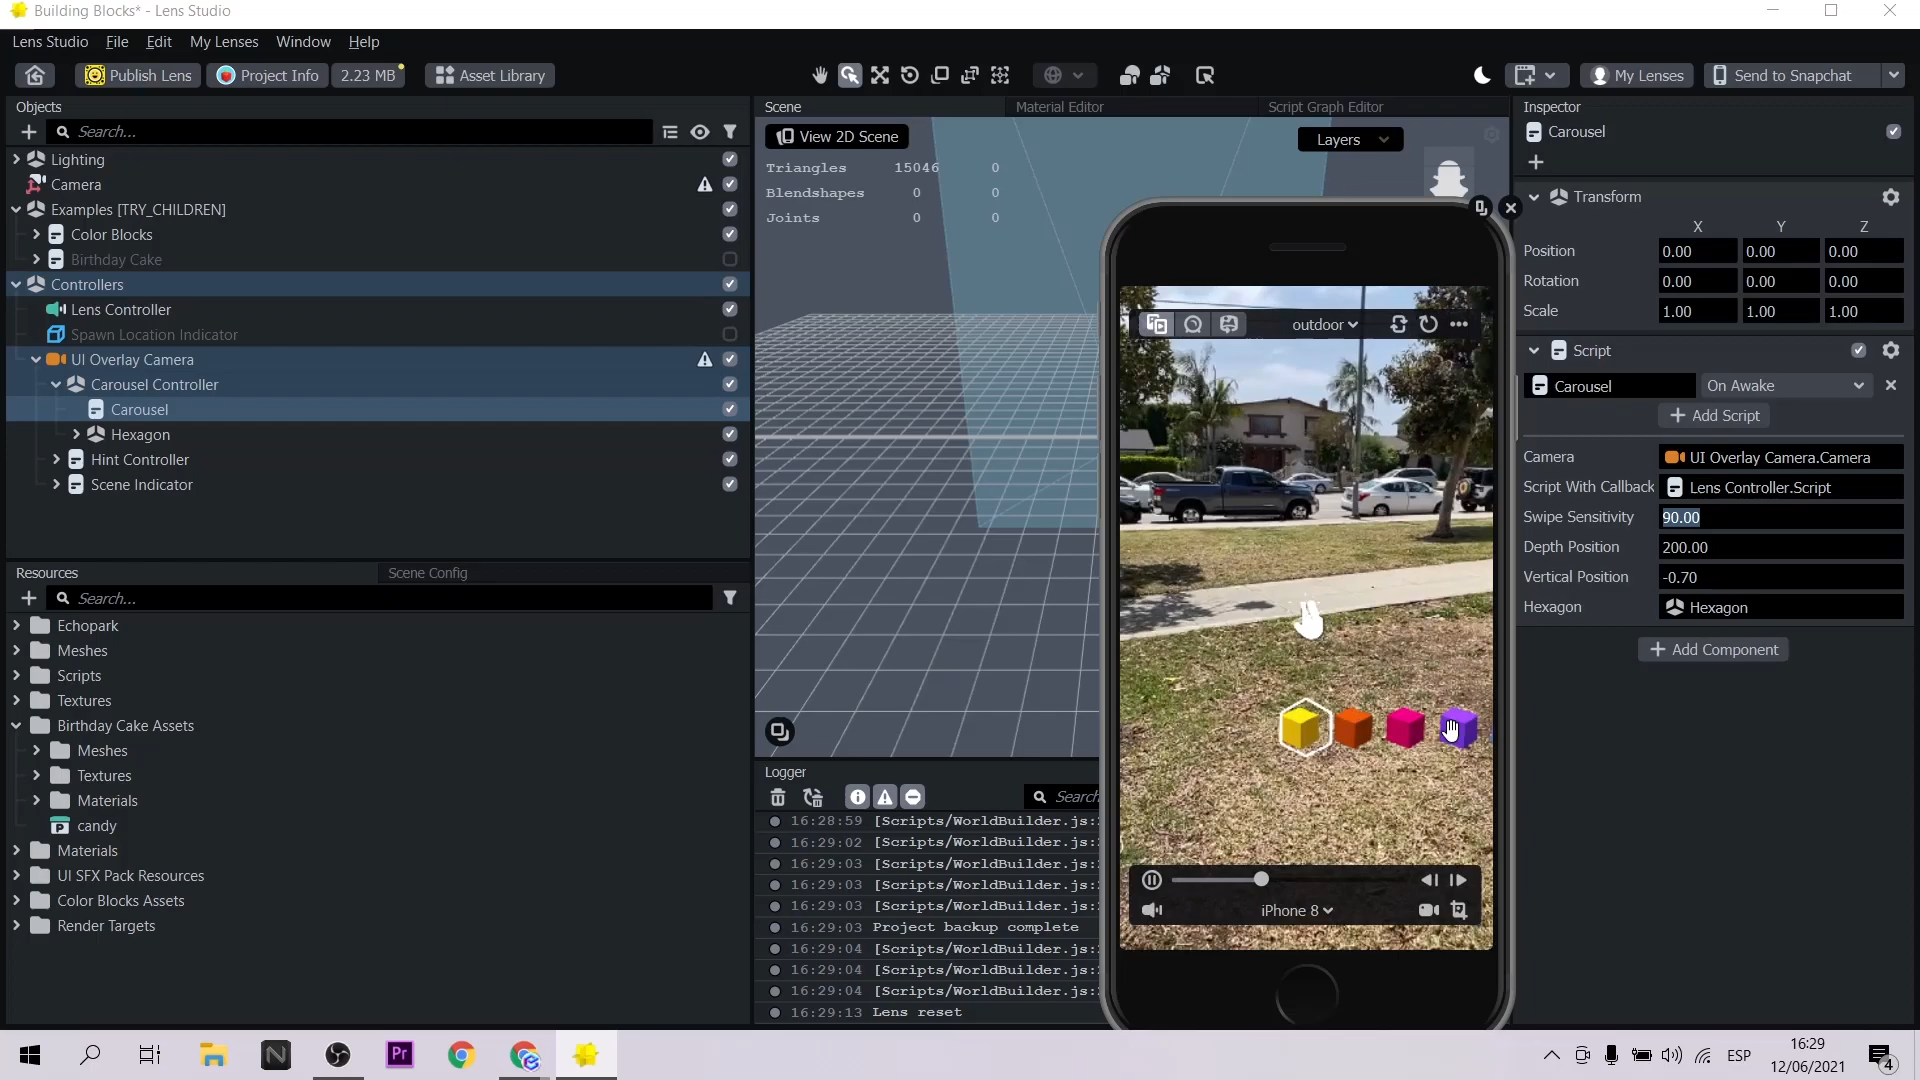 Building Blocks* - Lens Studio
Lens Studio File Edit My Lenses Window Help
Publish Lens Project Info 2.23 MB Asset Library My Lenses Send to Snapchat
Objects
Search...
Lighting
Camera
Examples [TRY_CHILDREN]
Color Blocks
Birthday Cake
Controllers
Lens Controller
Spawn Location Indicator
UI Overlay Camera
Carousel Controller
Carousel
Hexagon
Hint Controller
Scene Indicator
Resources Scene Config
Search...
Echopark
Meshes
Scripts
Textures
Birthday Cake Assets
Meshes
Textures
Materials
candy
Materials
UI SFX Pack Resources
Color Blocks Assets
Render Targets
Scene Material Editor Script Graph Editor
View 2D Scene Layers
Triangles 15046 0
Blendshapes 0 0
Joints 0 0
outdoor
iPhone 8
Logger
Search
16:28:59 [Scripts/WorldBuilder.js:
16:29:02 [Scripts/WorldBuilder.js:
16:29:03 [Scripts/WorldBuilder.js:
16:29:03 [Scripts/WorldBuilder.js:
16:29:03 [Scripts/WorldBuilder.js:
16:29:03 Project backup complete
16:29:04 [Scripts/WorldBuilder.js:
16:29:04 [Scripts/WorldBuilder.js:
16:29:04 [Scripts/WorldBuilder.js:
16:29:13 Lens reset
Inspector
Carousel
Transform
X Y Z
Position 0.00 0.00 0.00
Rotation 0.00 0.00 0.00
Scale 1.00 1.00 1.00
Script
Carousel On Awake
Add Script
Camera UI Overlay Camera.Camera
Script With Callback Lens Controller.Script
Swipe Sensitivity 90.00
Depth Position 200.00
Vertical Position -0.70
Hexagon Hexagon
Add Component
Pr
ESP
16:29
12/06/2021
4